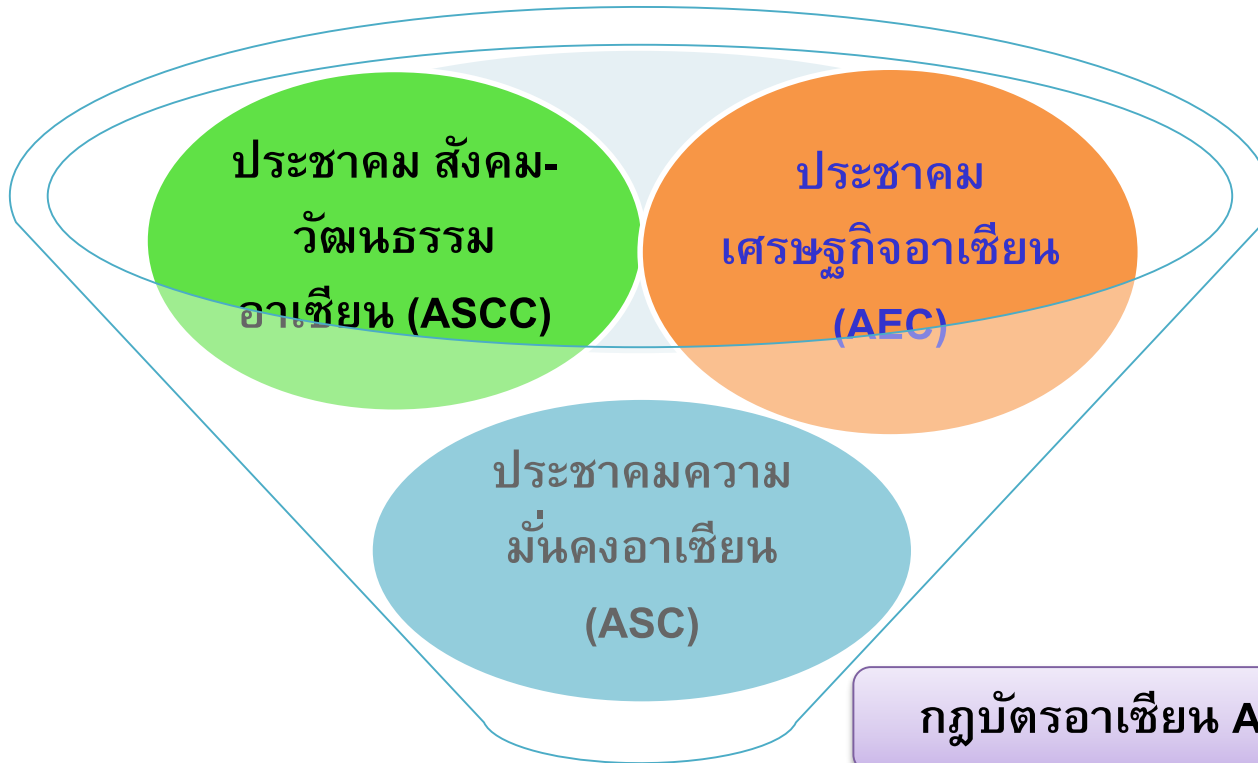 ประชาคม สังคม-
วัฒนธรรม
อาเซียน (ASCC)
ประชาคม
เศรษฐกิจอาเซียน
(AEC)
ประชาคมความ
มั่นคงอาเซียน
(ASC)
กฎบัตรอาเซียน